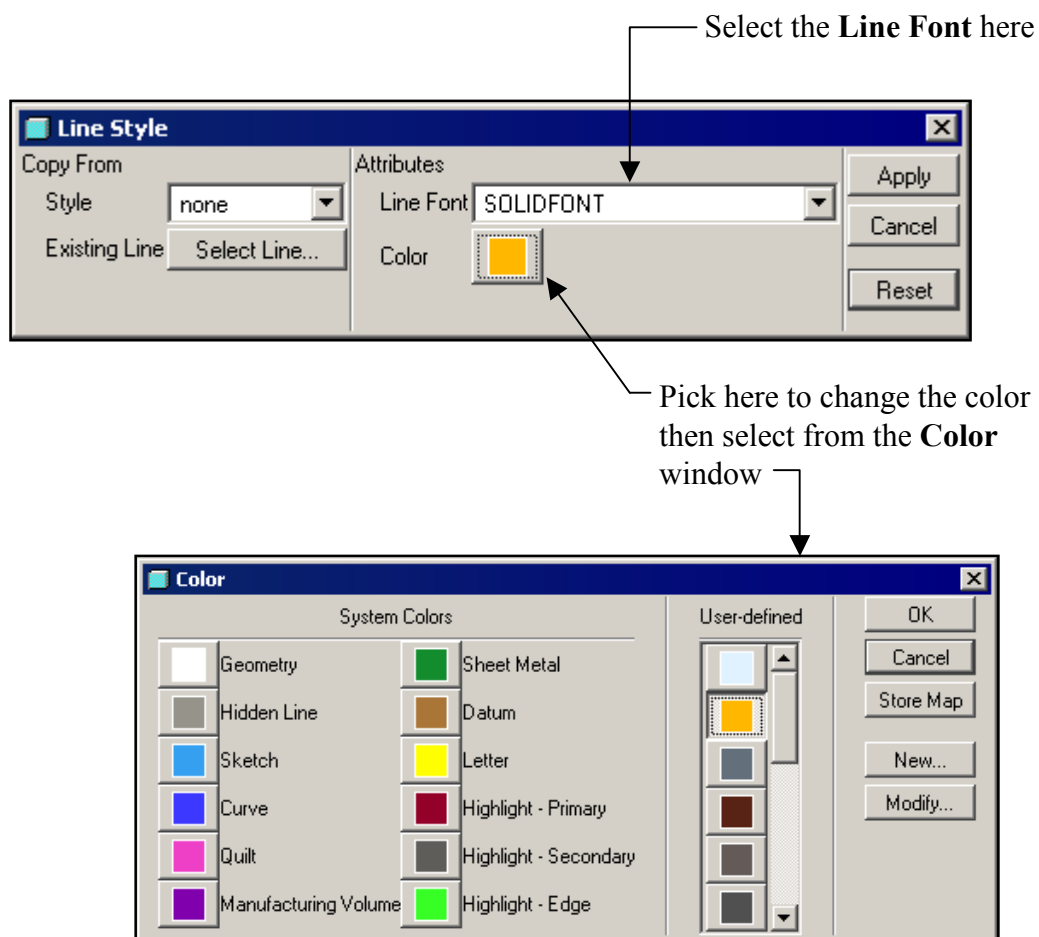 Select the Line Font here
Line Style
Copy From
Style none
Existing Line Select Line...
Attributes
Line Font SOLIDFONT
Color
Apply
Cancel
Reset
Pick here to change the color
then select from the Color
window
Color
System Colors
Geometry
Hidden Line
Sketch
Curve
Quilt
Manufacturing Volume
Sheet Metal
Datum
Letter
Highlight - Primary
Highlight - Secondary
Highlight - Edge
User-defined
OK
Cancel
Store Map
New...
Modify...